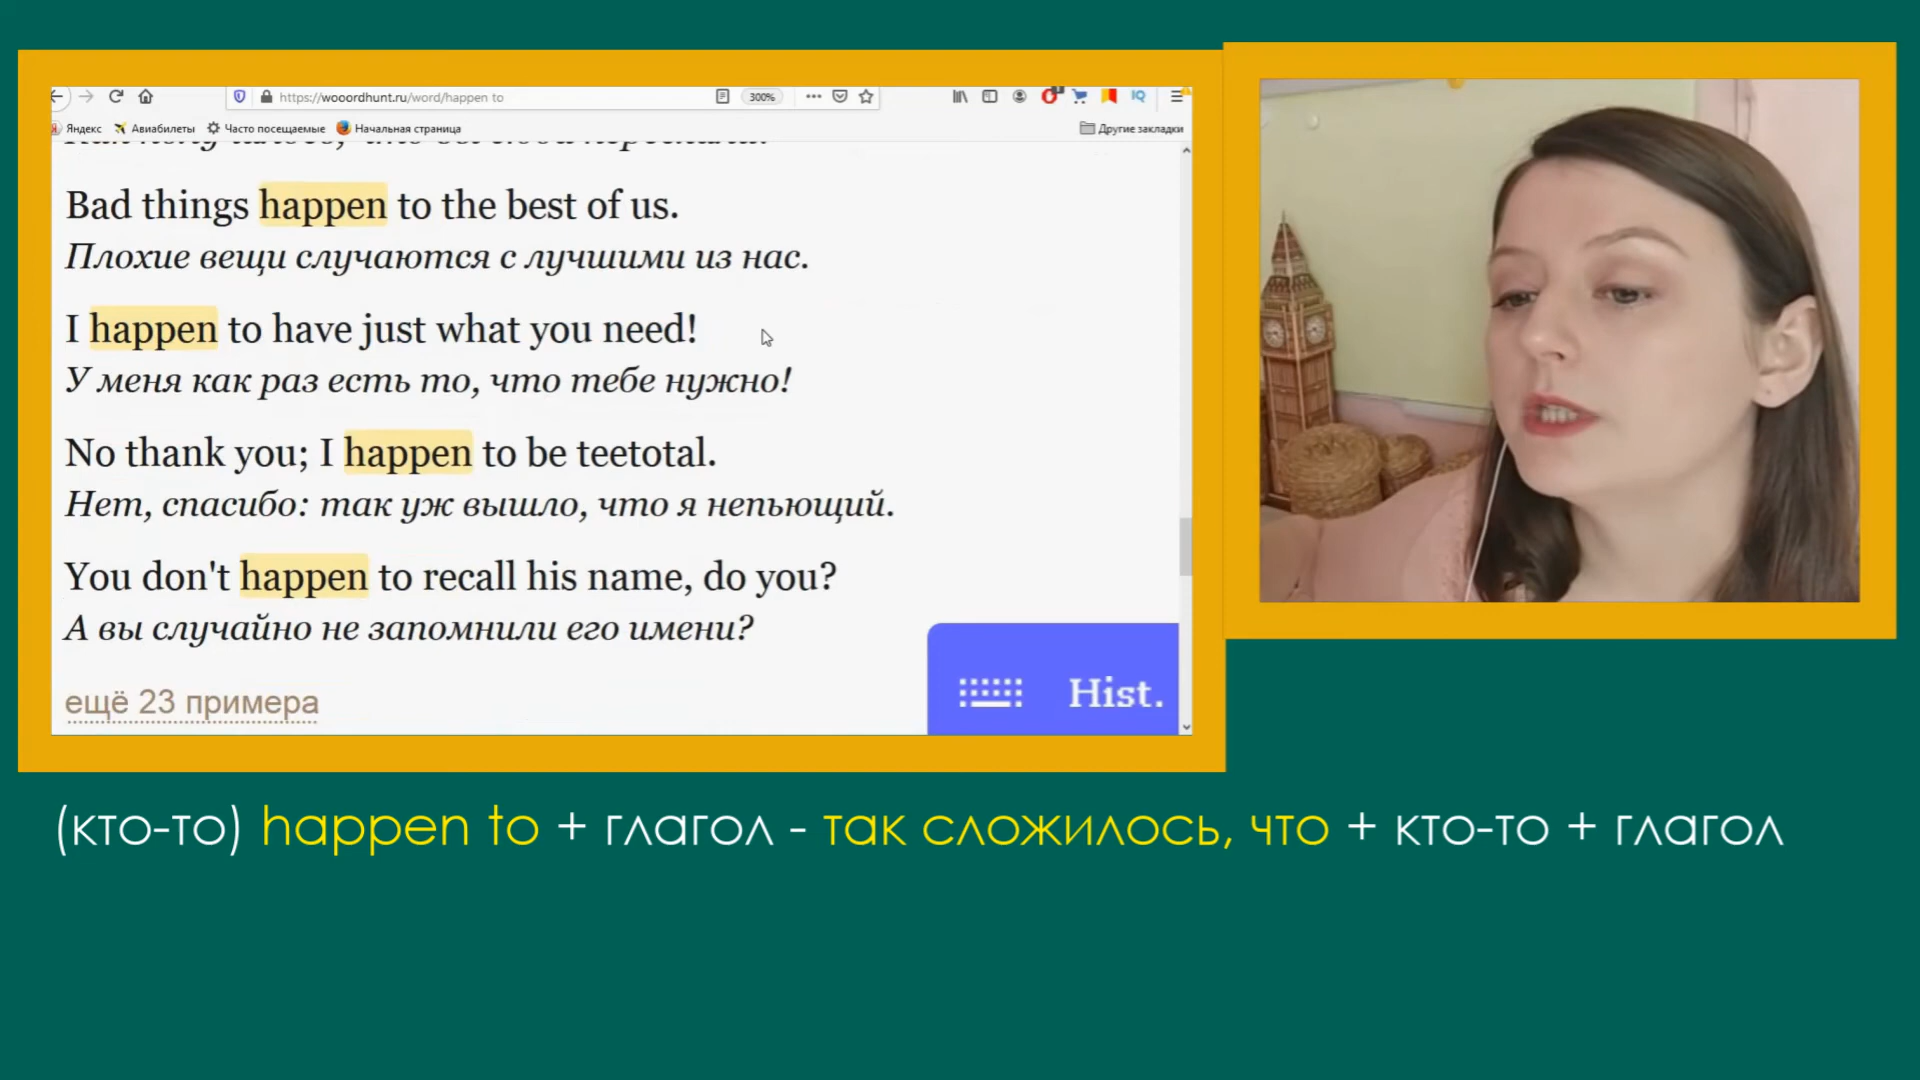 https://wooordhunt.ru/word/happen to
300%
Яндекс Авиабилеты Часто посещаемые Начальная страница Другие закладки
Bad things happen to the best of us.
Плохие вещи случаются с лучшими из нас.
I happen to have just what you need!
У меня как раз есть то, что тебе нужно!
No thank you; I happen to be teetotal.
Нет, спасибо: так уж вышло, что я непьющий.
You don't happen to recall his name, do you?
А вы случайно не запомнили его имени?
ещё 23 примера
Hist.
(кто-то) happen to + глагол - так сложилось, что + кто-то + глагол